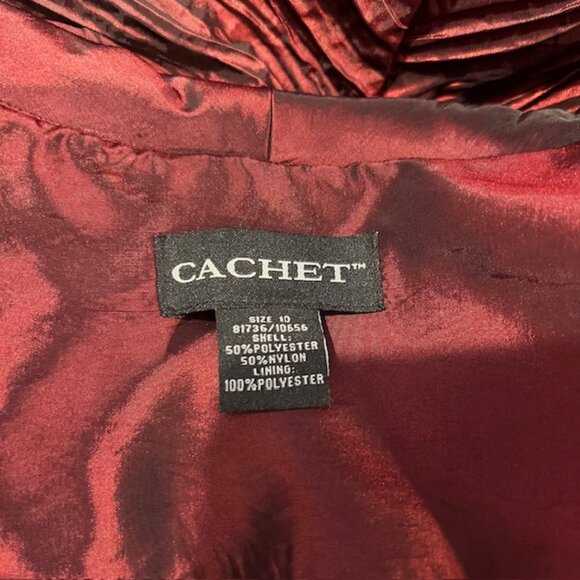 CACHET™
SIZE 10
81736/10656
SHELL:
50%POLYESTER
50%NYLON
LINING:
100%POLYESTER